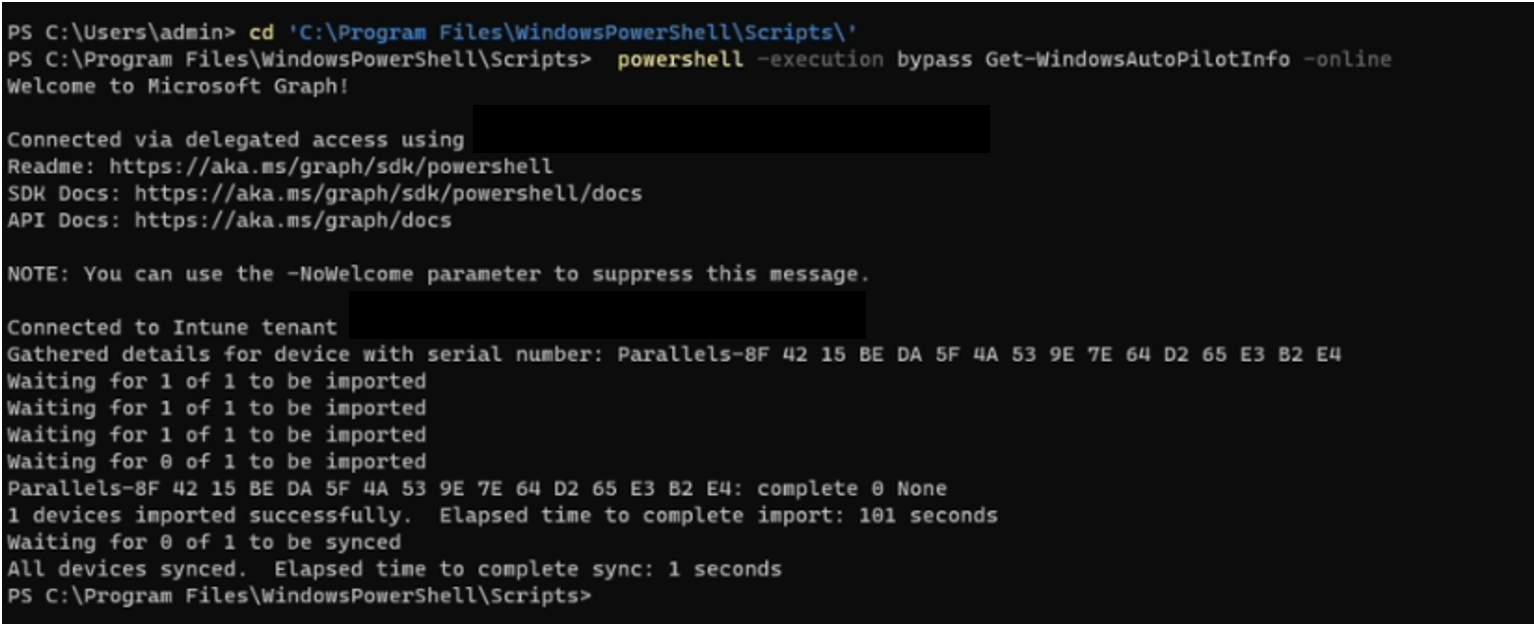 PS C:\Users\admin> cd 'C:\Program Files\WindowsPowerShell\Scripts\'
PS C:\Program Files\WindowsPowerShell\Scripts>  powershell -execution bypass Get-WindowsAutoPilotInfo -online
Welcome to Microsoft Graph!
Connected via delegated access using
Readme: https://aka.ms/graph/sdk/powershell
SDK Docs: https://aka.ms/graph/sdk/powershell/docs
API Docs: https://aka.ms/graph/docs
NOTE: You can use the -NoWelcome parameter to suppress this message.
Connected to Intune tenant
Gathered details for device with serial number: Parallels-8F 42 15 BE DA 5F 4A 53 9E 7E 64 D2 65 E3 B2 E4
Waiting for 1 of 1 to be imported
Waiting for 1 of 1 to be imported
Waiting for 1 of 1 to be imported
Waiting for 0 of 1 to be imported
Parallels-8F 42 15 BE DA 5F 4A 53 9E 7E 64 D2 65 E3 B2 E4: complete 0 None
1 devices imported successfully.  Elapsed time to complete import: 101 seconds
Waiting for 0 of 1 to be synced
All devices synced.  Elapsed time to complete sync: 1 seconds
PS C:\Program Files\WindowsPowerShell\Scripts>